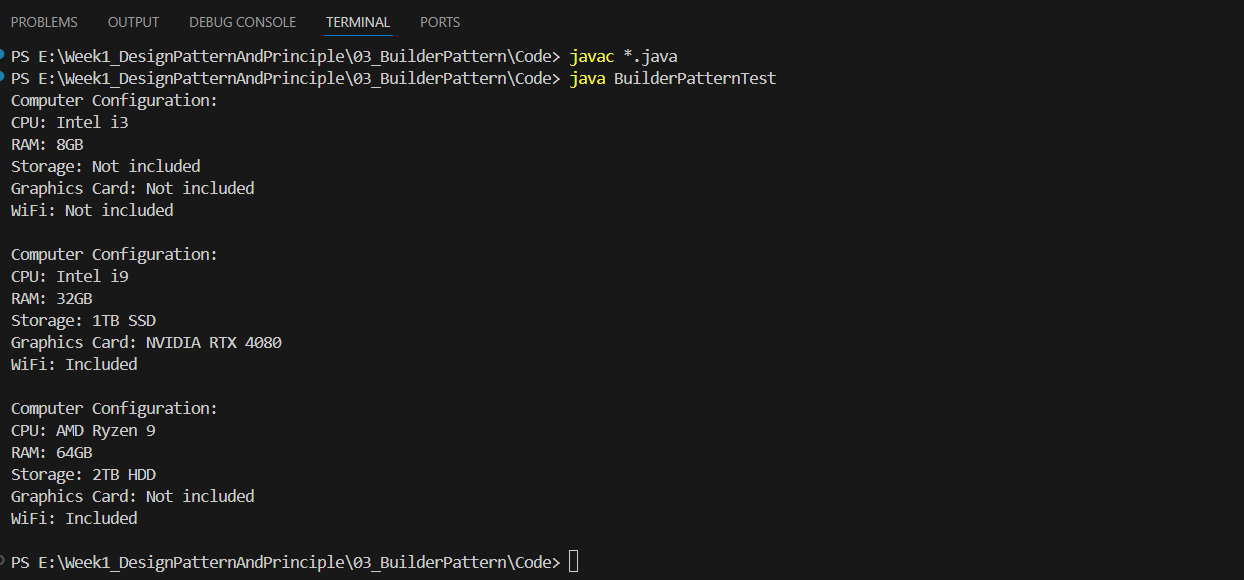 PROBLEMS OUTPUT DEBUG CONSOLE TERMINAL PORTS
PS E:\Week1_DesignPatternAndPrinciple\03_BuilderPattern\Code> javac *.java
PS E:\Week1_DesignPatternAndPrinciple\03_BuilderPattern\Code> java BuilderPatternTest
Computer Configuration:
CPU: Intel i3
RAM: 8GB
Storage: Not included
Graphics Card: Not included
WiFi: Not included
Computer Configuration:
CPU: Intel i9
RAM: 32GB
Storage: 1TB SSD
Graphics Card: NVIDIA RTX 4080
WiFi: Included
Computer Configuration:
CPU: AMD Ryzen 9
RAM: 64GB
Storage: 2TB HDD
Graphics Card: Not included
WiFi: Included
PS E:\Week1_DesignPatternAndPrinciple\03_BuilderPattern\Code>